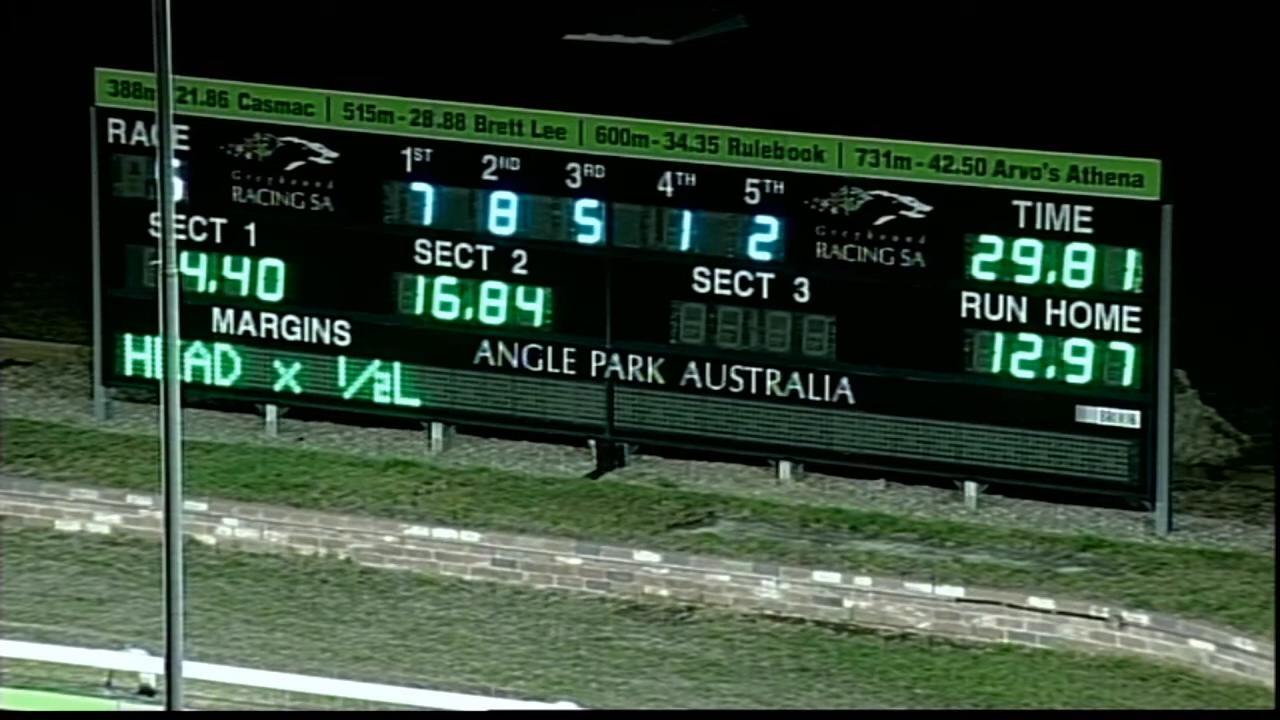 388m-21.86 Casmac | 515m-28.88 Brett Lee | 600m-34.35 Rulebook | 731m-42.50 Arvo's Athena
RACE 1ST 2ND 3RD 4TH 5TH TIME
5 7 8 5 1 2 29.81
Greyhound
RACING SA
Greyhound
RACING SA
SECT 1 SECT 2 SECT 3 RUN HOME
4.40 16.84 12.97
MARGINS
HEAD x 1/2L
ANGLE PARK AUSTRALIA